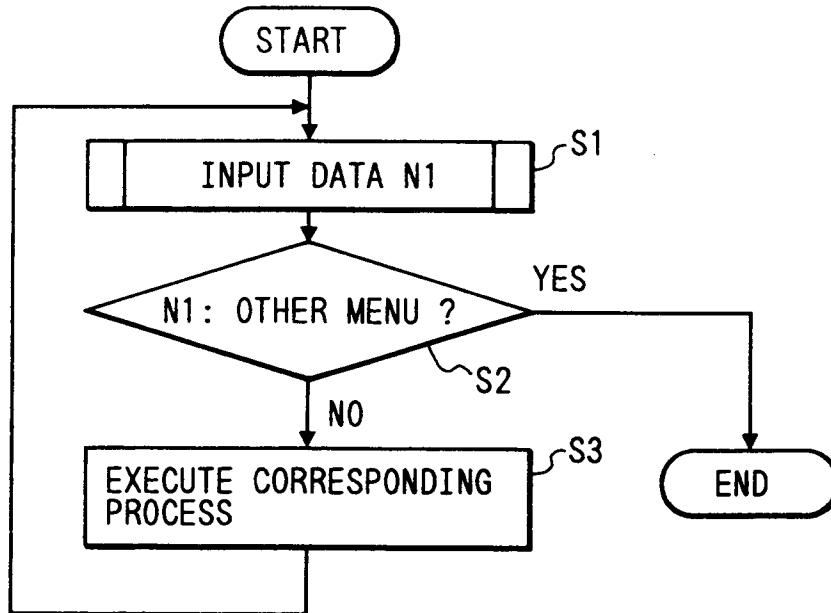 START
INPUT DATA N1
S1
N1: OTHER MENU ?
YES
S2
NO
EXECUTE CORRESPONDING
PROCESS
S3
END